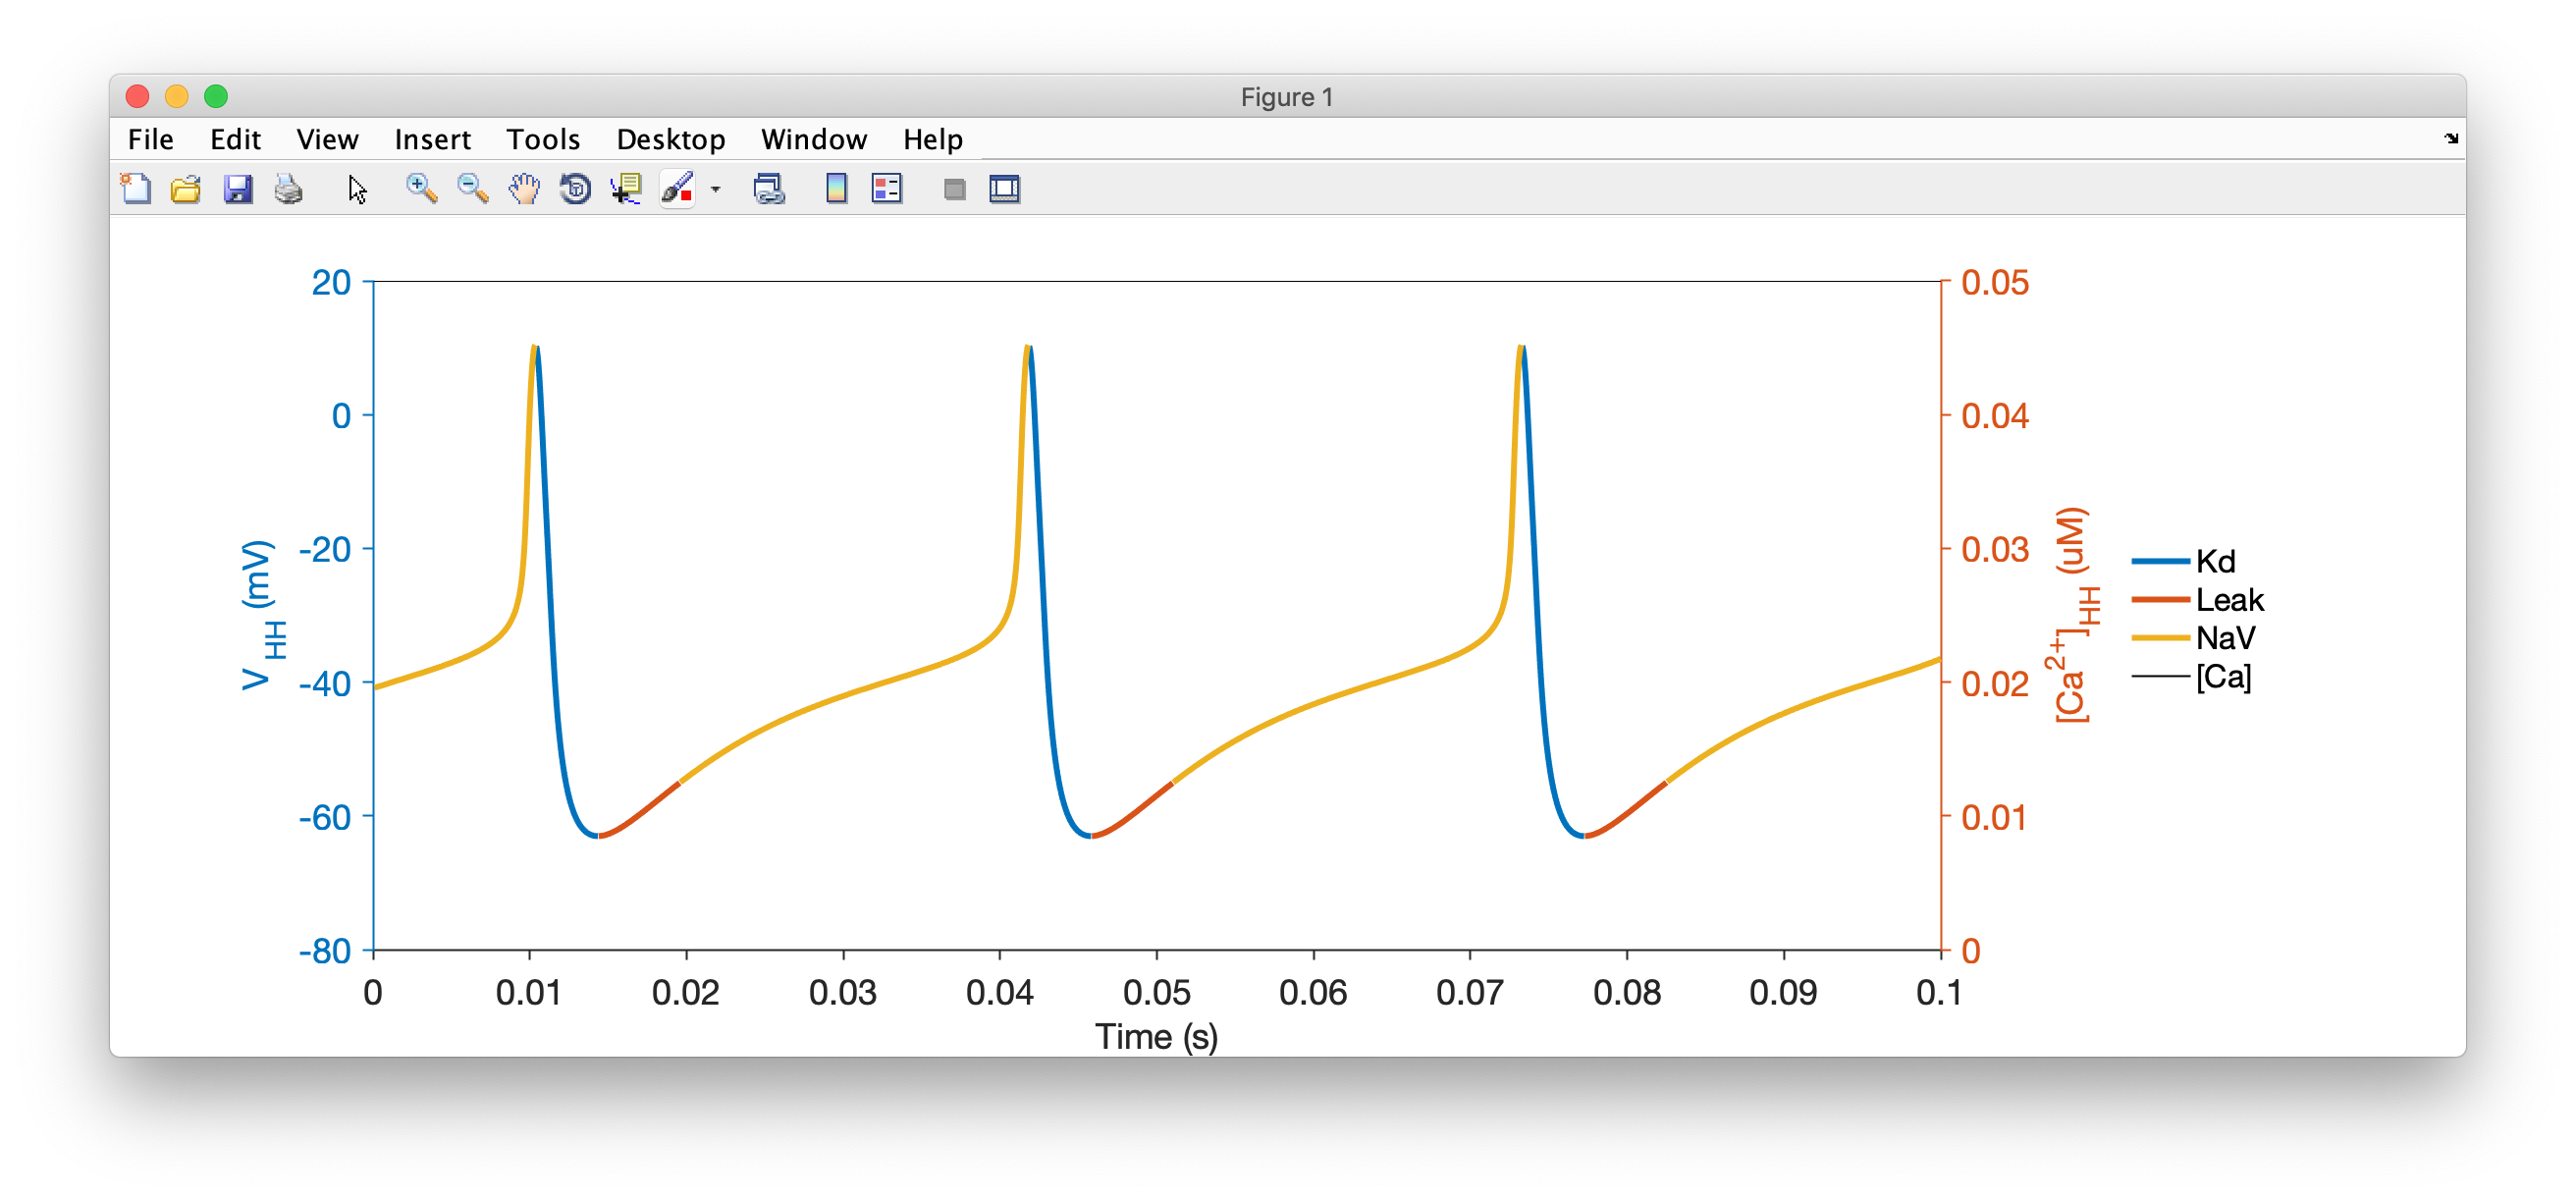 Figure 1
File Edit View Insert Tools Desktop Window Help
20
0
-20
-40
-60
-80
V HH (mV)
0.05
0.04
0.03
0.02
0.01
0
[Ca2+]HH (uM)
Kd
Leak
NaV
[Ca]
0 0.01 0.02 0.03 0.04 0.05 0.06 0.07 0.08 0.09 0.1
Time (s)